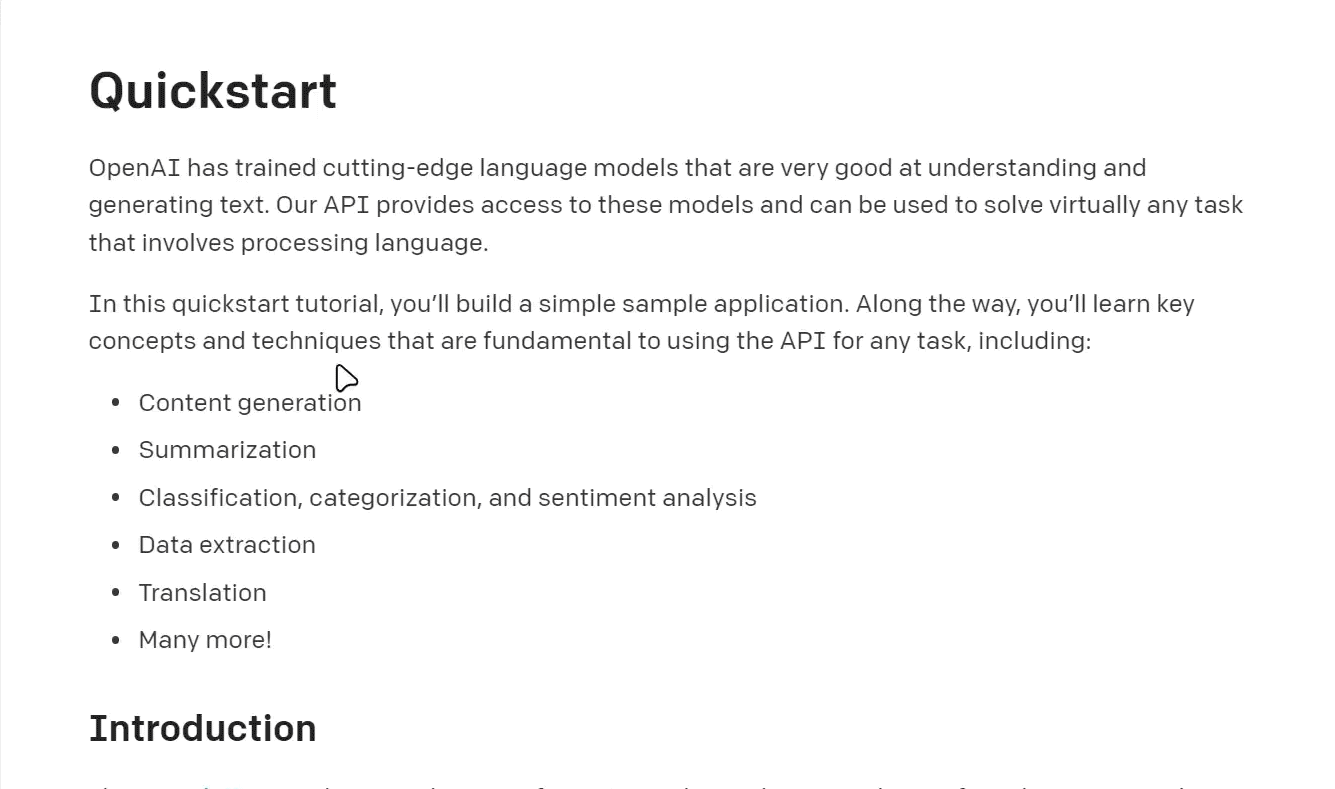 Quickstart
OpenAI has trained cutting-edge language models that are very good at understanding and
generating text. Our API provides access to these models and can be used to solve virtually any task
that involves processing language.
In this quickstart tutorial, you’ll build a simple sample application. Along the way, you’ll learn key
concepts and techniques that are fundamental to using the API for any task, including:
• Content generation
• Summarization
• Classification, categorization, and sentiment analysis
• Data extraction
• Translation
• Many more!
Introduction